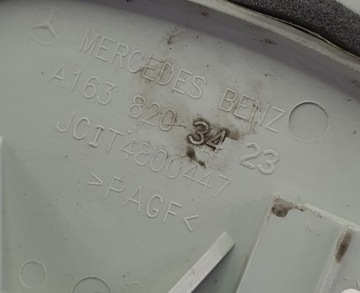 MERCEDES BENZ
A163 820 34 23
JCIT4800447
>PAGF<